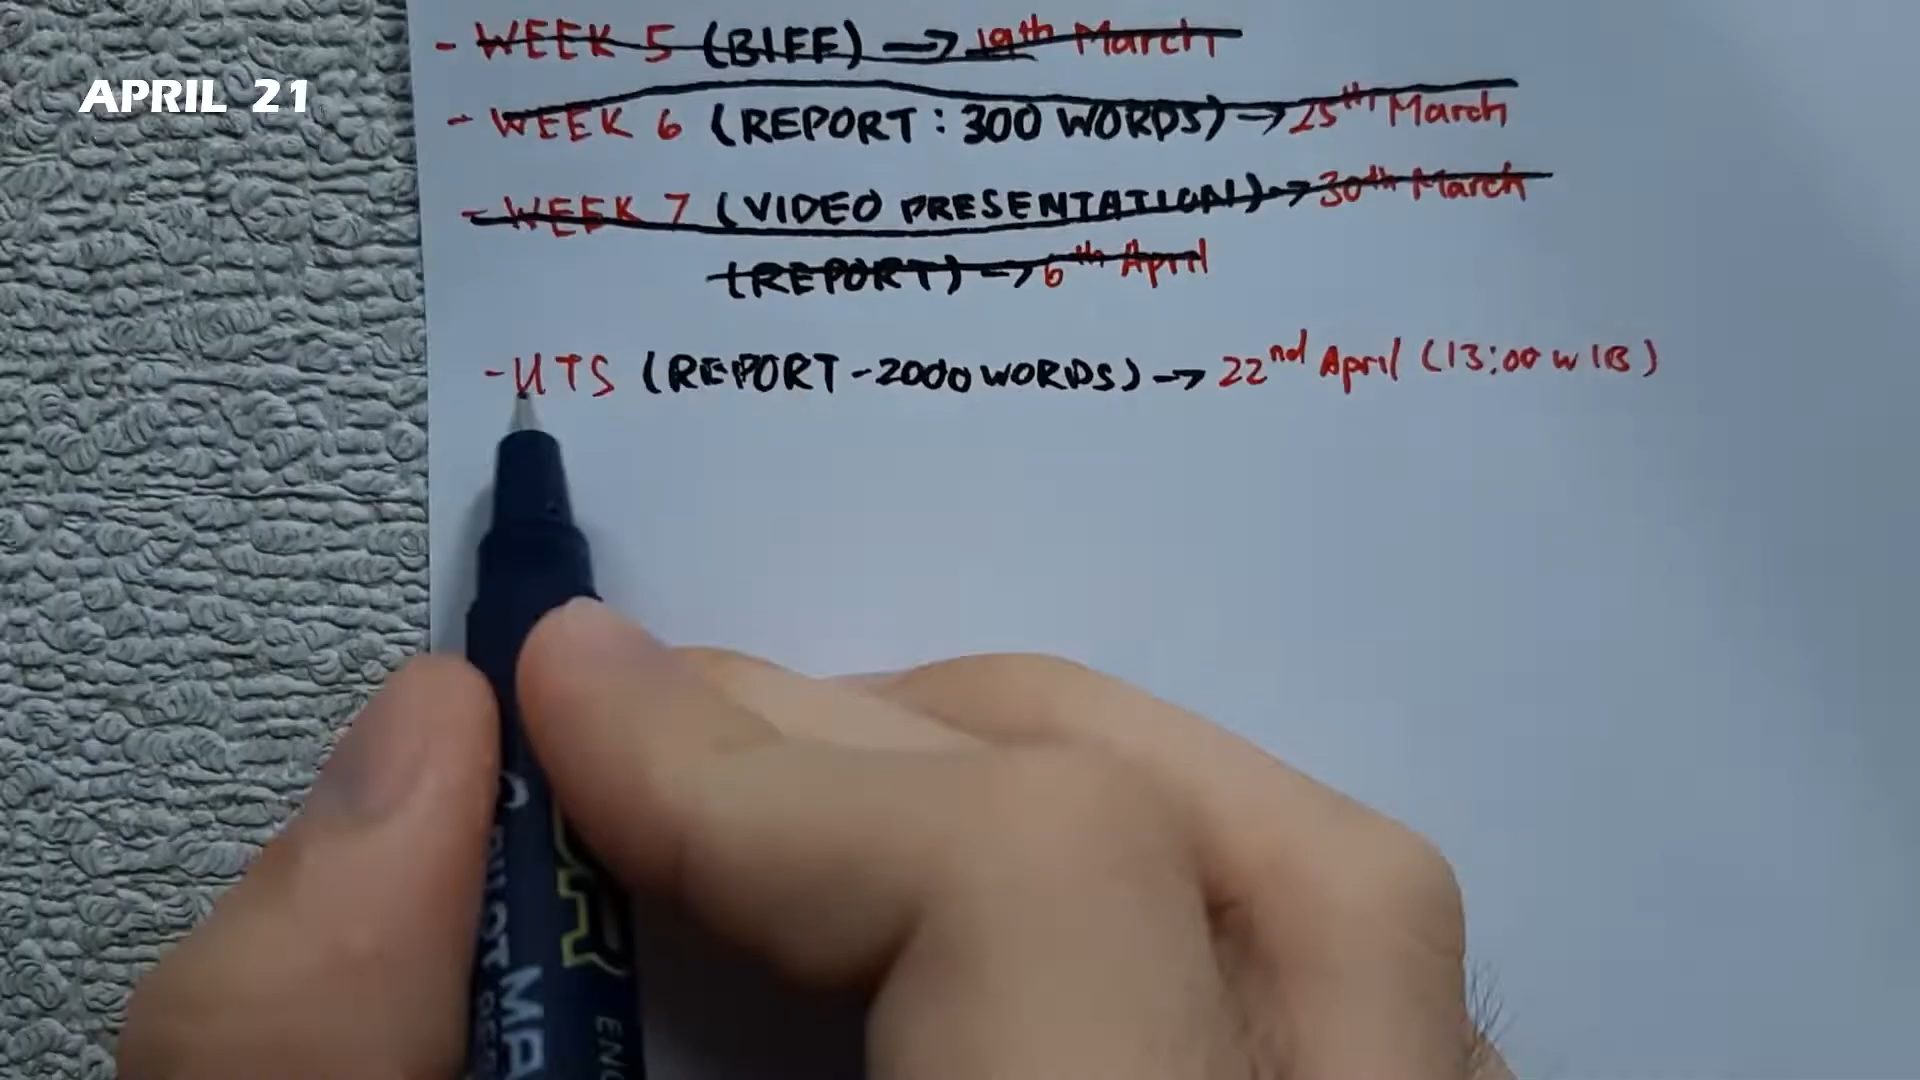 APRIL 21
- WEEK 5 (BIFF) → 19th March
- WEEK 6 (REPORT : 300 WORDS) → 25th March
- WEEK 7 (VIDEO PRESENTATION) → 30th March
(REPORT) → 6th April
- UTS (REPORT - 2000 WORDS) → 22nd April (13:00 WIB)
PILOT